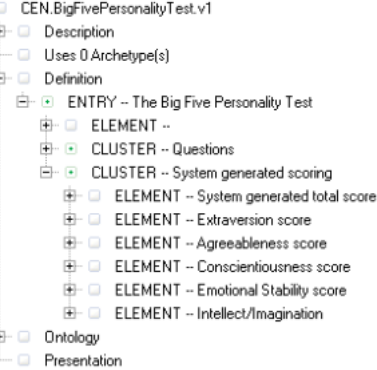 CEN.BigFivePersonalityTest.v1
Description
Uses 0 Archetype(s)
Definition
ENTRY -- The Big Five Personality Test
ELEMENT --
CLUSTER -- Questions
CLUSTER -- System generated scoring
ELEMENT -- System generated total score
ELEMENT -- Extraversion score
ELEMENT -- Agreeableness score
ELEMENT -- Conscientiousness score
ELEMENT -- Emotional Stability score
ELEMENT -- Intellect/Imagination
Ontology
Presentation